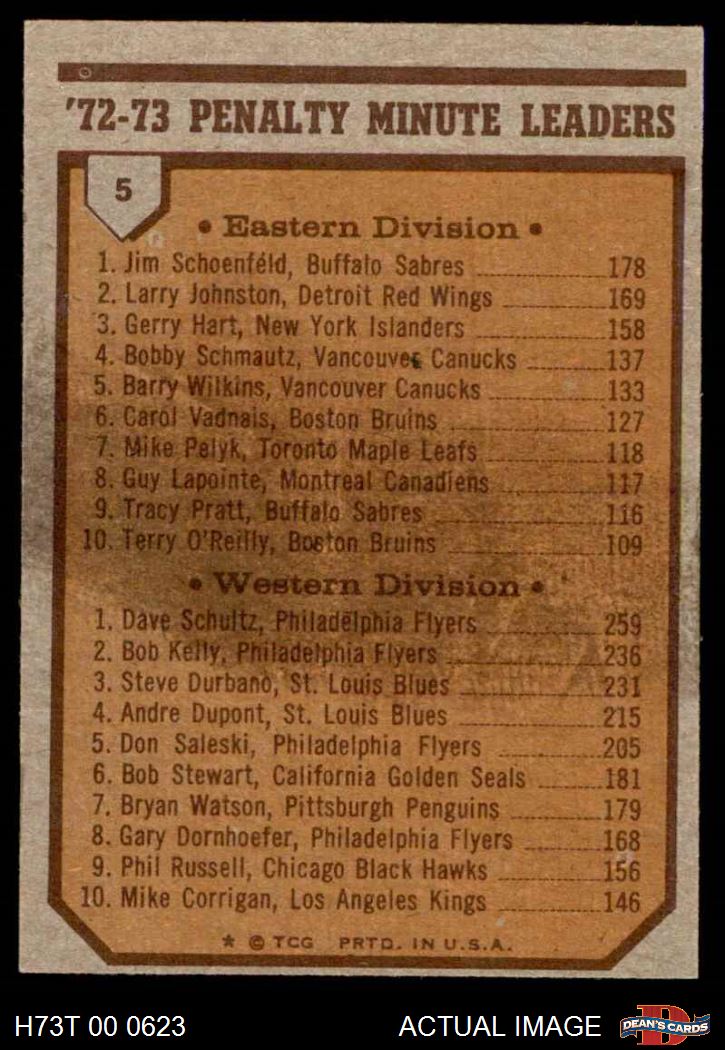 '72-73 PENALTY MINUTE LEADERS
5
• Eastern Division •
1. Jim Schoenféld, Buffalo Sabres 178
2. Larry Johnston, Detroit Red Wings 169
3. Gerry Hart, New York Islanders 158
4. Bobby Schmautz, Vancouver Canucks 137
5. Barry Wilkins, Vancouver Canucks 133
6. Carol Vadnais, Boston Bruins 127
7. Mike Pelyk, Toronto Maple Leafs 118
8. Guy Lapointe, Montreal Canadiens 117
9. Tracy Pratt, Buffalo Sabres 116
10. Terry O'Reilly, Boston Bruins 109
• Western Division •
1. Dave Schultz, Philadelphia Flyers 259
2. Bob Kelly, Philadelphia Flyers 236
3. Steve Durbano, St. Louis Blues 231
4. Andre Dupont, St. Louis Blues 215
5. Don Saleski, Philadelphia Flyers 205
6. Bob Stewart, California Golden Seals 181
7. Bryan Watson, Pittsburgh Penguins 179
8. Gary Dornhoefer, Philadelphia Flyers 168
9. Phil Russell, Chicago Black Hawks 156
10. Mike Corrigan, Los Angeles Kings 146
* © TCG PRTD. IN U.S.A.
H73T 00 0623 ACTUAL IMAGE D DEAN'S CARDS